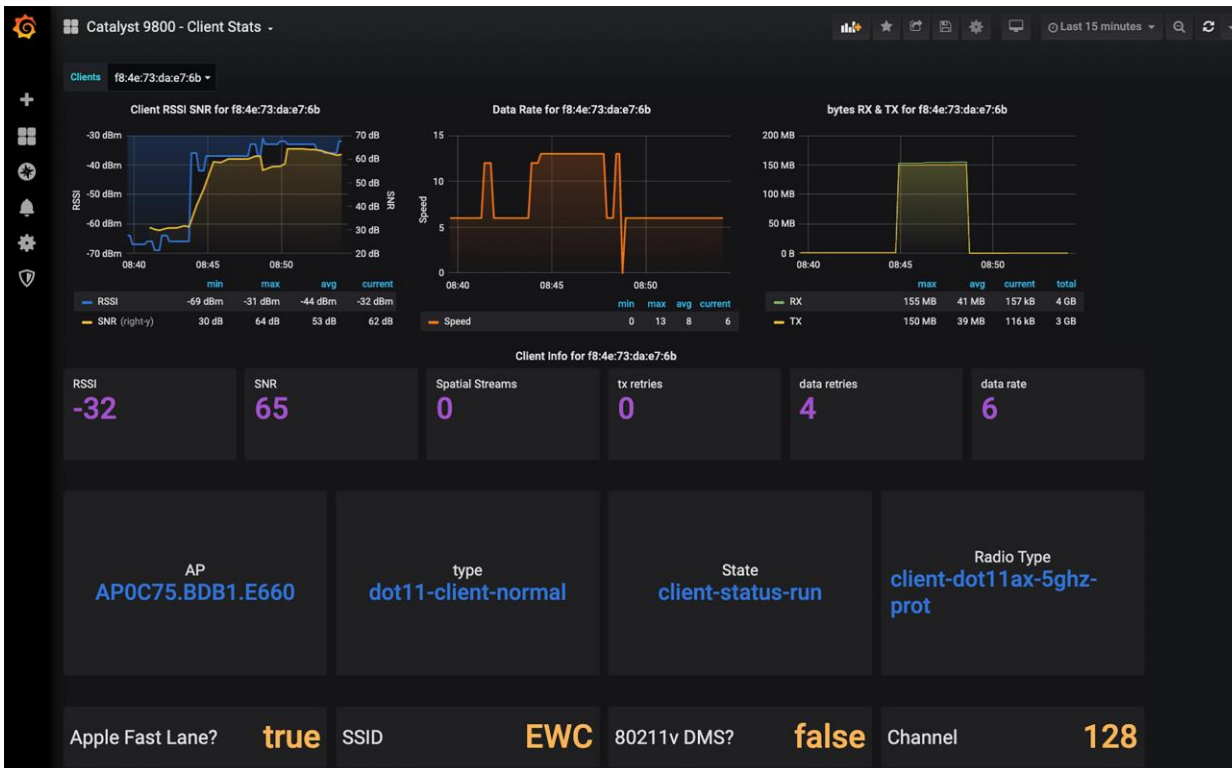 Catalyst 9800 - Client Stats
Last 15 minutes
Clients f8:4e:73:da:e7:6b
Client RSSI SNR for f8:4e:73:da:e7:6b
-30 dBm
-40 dBm
-50 dBm
-60 dBm
-70 dBm
RSSI
70 dB
60 dB
50 dB
40 dB
30 dB
20 dB
SNR
08:40 08:45 08:50
min max avg current
RSSI -69 dBm -31 dBm -44 dBm -32 dBm
SNR (right-y) 30 dB 64 dB 53 dB 62 dB
Data Rate for f8:4e:73:da:e7:6b
15
10
5
0
Speed
08:40 08:45 08:50
min max avg current
Speed 0 13 8 6
bytes RX & TX for f8:4e:73:da:e7:6b
200 MB
150 MB
100 MB
50 MB
0 B
08:40 08:45 08:50
max avg current total
RX 155 MB 41 MB 157 kB 4 GB
TX 150 MB 39 MB 116 kB 3 GB
Client Info for f8:4e:73:da:e7:6b
RSSI
-32
SNR
65
Spatial Streams
0
tx retries
0
data retries
4
data rate
6
AP
AP0C75.BDB1.E660
type
dot11-client-normal
State
client-status-run
Radio Type
client-dot11ax-5ghz-
prot
Apple Fast Lane? true
SSID EWC
80211v DMS? false
Channel 128